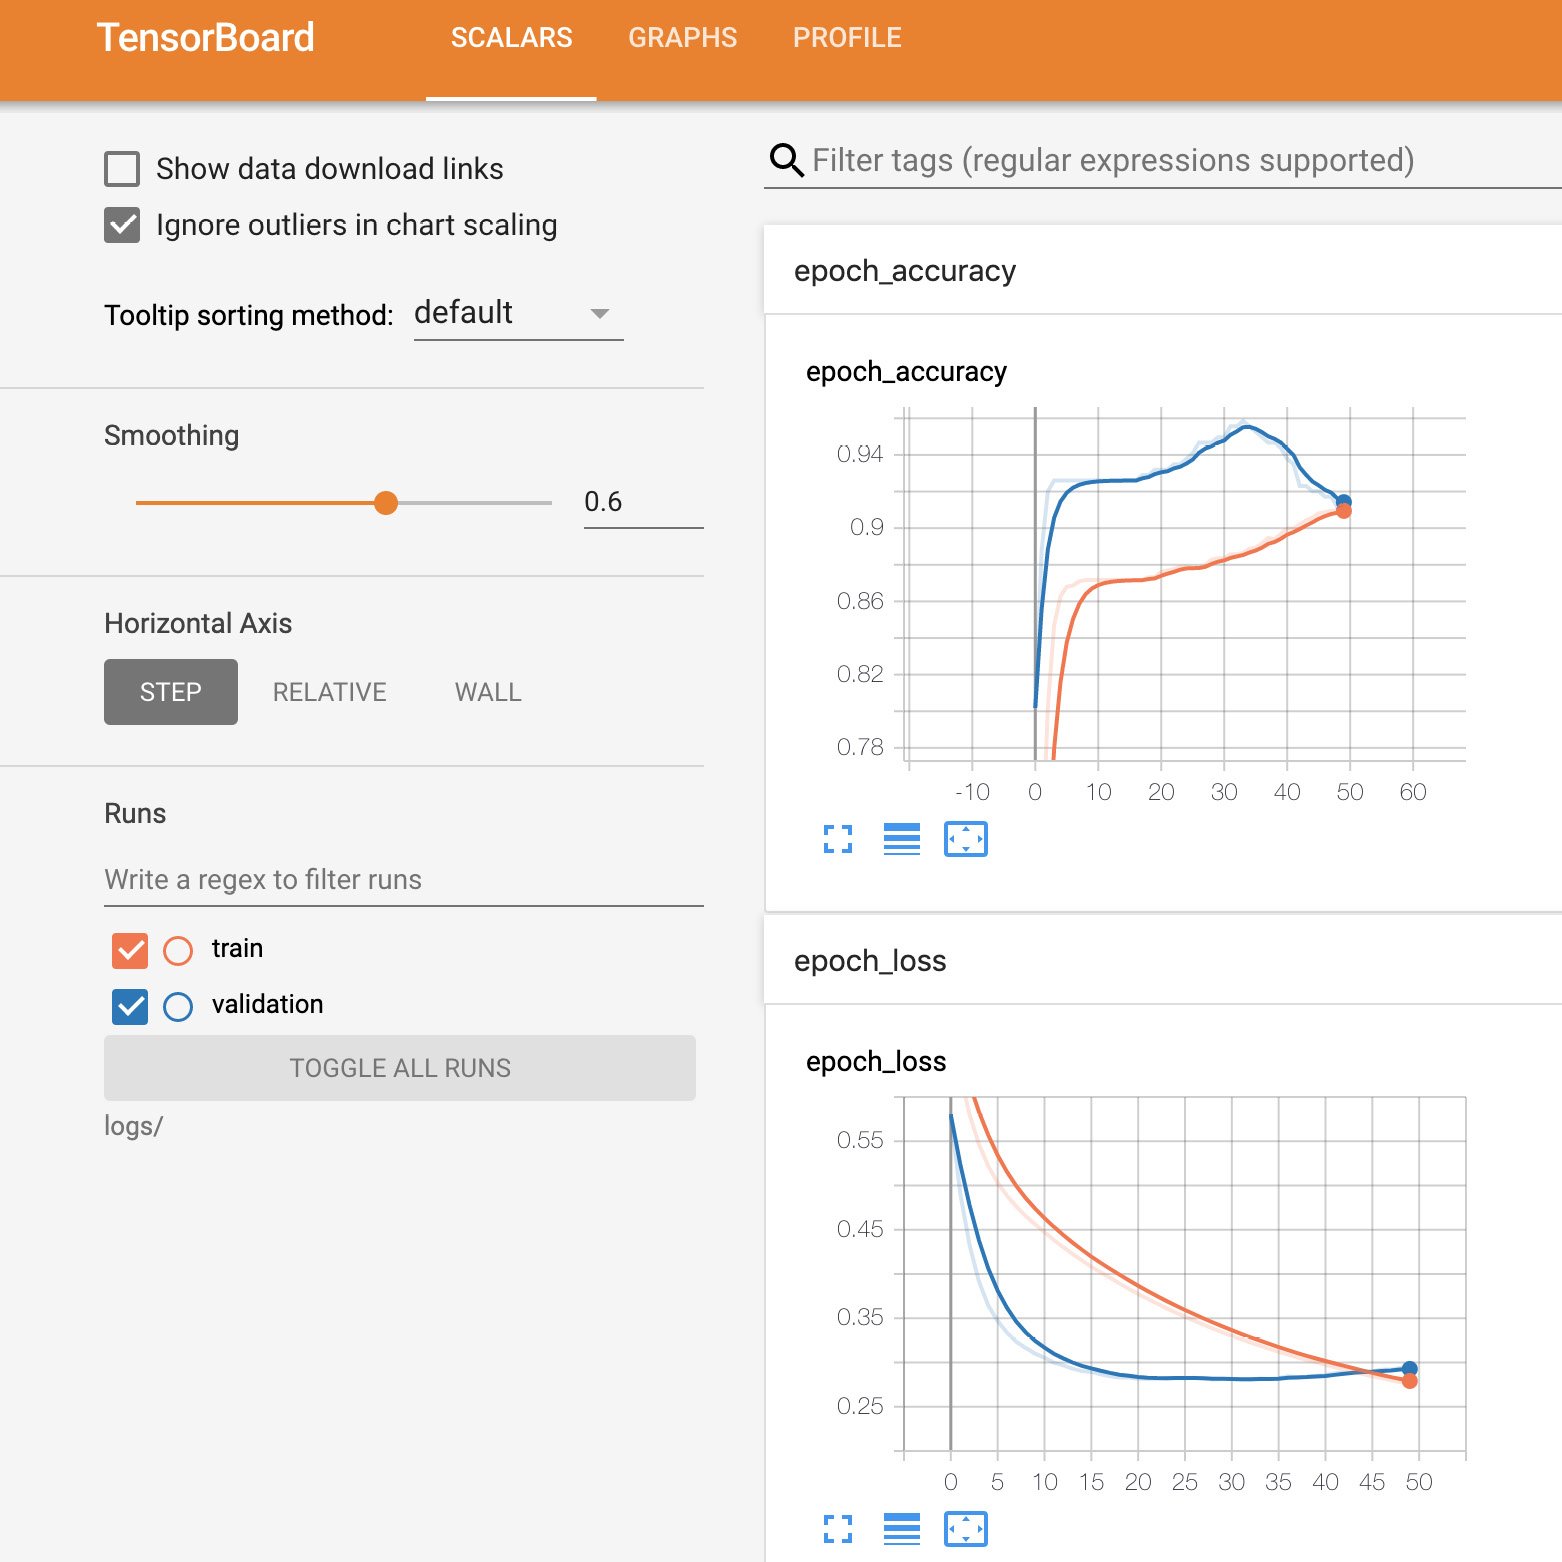 TensorBoard SCALARS GRAPHS PROFILE
Show data download links
Ignore outliers in chart scaling
Tooltip sorting method: default
Smoothing
0.6
Horizontal Axis
STEP RELATIVE WALL
Runs
Write a regex to filter runs
train
validation
TOGGLE ALL RUNS
logs/
Filter tags (regular expressions supported)
epoch_accuracy
epoch_accuracy
0.94
0.9
0.86
0.82
0.78
-10 0 10 20 30 40 50 60
epoch_loss
epoch_loss
0.55
0.45
0.35
0.25
0 5 10 15 20 25 30 35 40 45 50